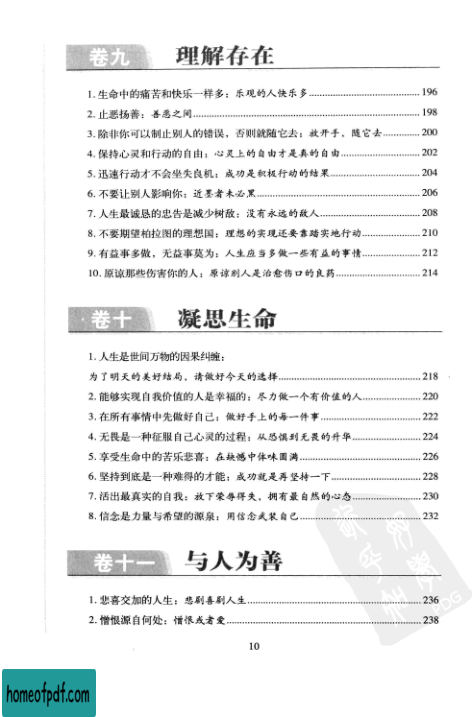 卷九 理解存在
1. 生命中的痛苦和快乐一样多：乐观的人快乐多 196
2. 止恶扬善：善恶之间 198
3. 除非你可以制止别人的错误，否则就随它去：放开手，随它去 200
4. 保持心灵和行动的自由：心灵上的自由才是真的自由 202
5. 迅速行动才不会坐失良机：成功是积极行动的结果 204
6. 不要让别人影响你：近墨者未必黑 206
7. 人生最诚恳的忠告是减少树敌：没有永远的敌人 208
8. 不要期望柏拉图的理想国：理想的实现还要靠踏实地行动 210
9. 有益事多做，无益事莫为：人生应当多做一些有益的事情 212
10. 原谅那些伤害你的人：原谅别人是治愈伤口的良药 214
卷十 凝思生命
1. 人生是世间万物的因果纠缠：
为了明天的美好结局，请做好今天的选择 218
2. 能够实现自我价值的人是幸福的：尽力做一个有价值的人 220
3. 在所有事情中先做好自己：做好手上的每一件事 222
4. 无畏是一种征服自己心灵的过程：从恐惧到无畏的升华 224
5. 享受生命中的苦乐悲喜：在缺憾中体味圆满 226
6. 坚持到底是一种难得的才能：成功就是再坚持一下 228
7. 活出最真实的自我：放下荣辱得失，拥有最自然的心态 230
8. 信念是力量与希望的源泉：用信念武装自己 232
卷十一 与人为善
1. 悲喜交加的人生：悲剧喜剧人生 236
2. 憎恨源自何处：憎恨或者爱 238
10
homeofpdf.com